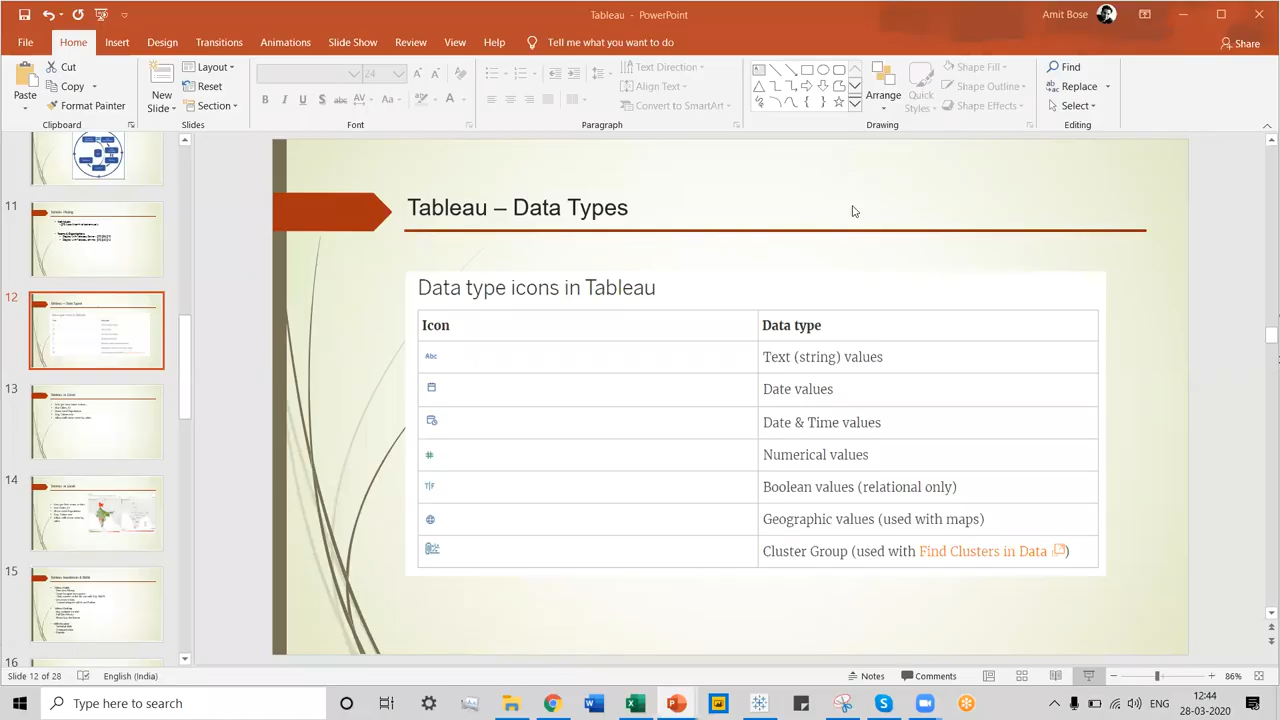 Tableau - PowerPoint
Amit Bose
File Home Insert Design Transitions Animations Slide Show Review View Help Tell me what you want to do
Share
Paste
Cut
Copy
Format Painter
Clipboard
New Slide
Layout
Reset
Section
Slides
24
Font
Text Direction
Align Text
Convert to SmartArt
Paragraph
Arrange
Quick Styles
Shape Fill
Shape Outline
Shape Effects
Drawing
Find
Replace
Select
Editing
11
12
13
14
15
16
Tableau – Data Types
Data type icons in Tableau
Icon Data type
Abc Text (string) values
Date values
Date & Time values
# Numerical values
T|F Boolean values (relational only)
Geographic values (used with maps)
Cluster Group (used with Find Clusters in Data )
Slide 12 of 28 English (India) Notes Comments 86%
Type here to search
ENG
12:44
28-03-2020